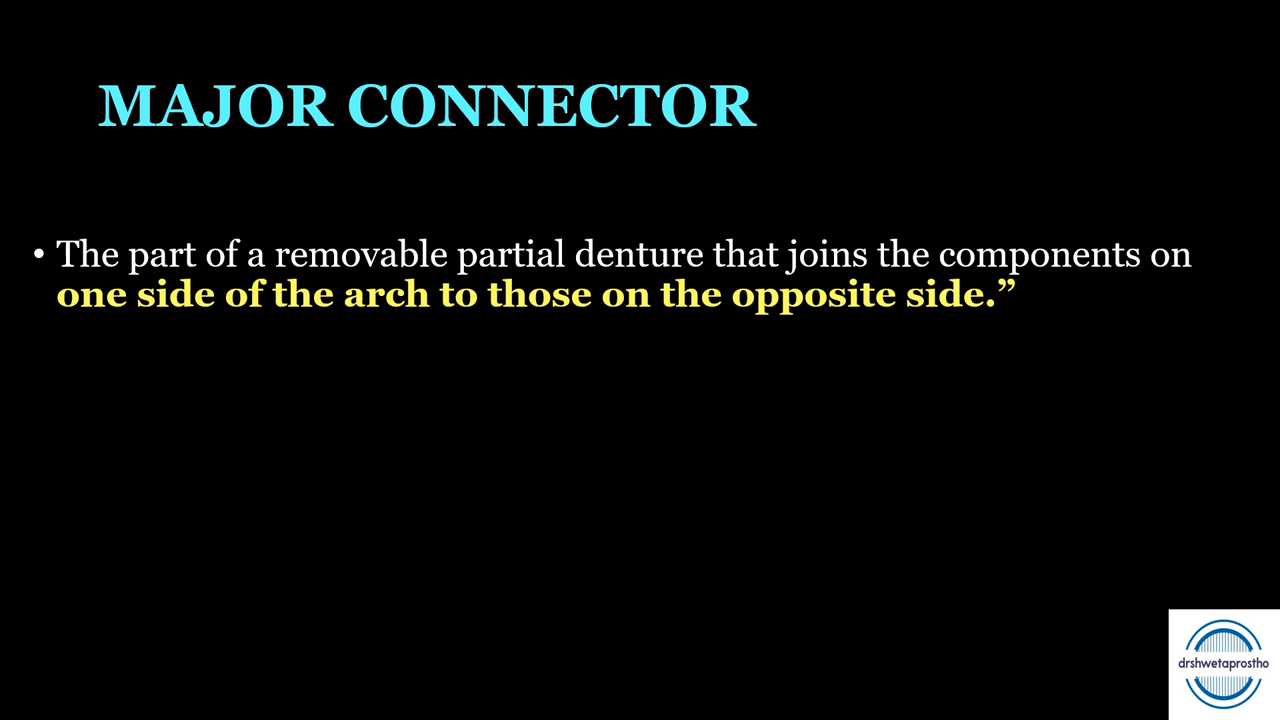 MAJOR CONNECTOR
• The part of a removable partial denture that joins the components on
one side of the arch to those on the opposite side.”
drshwetaprostho